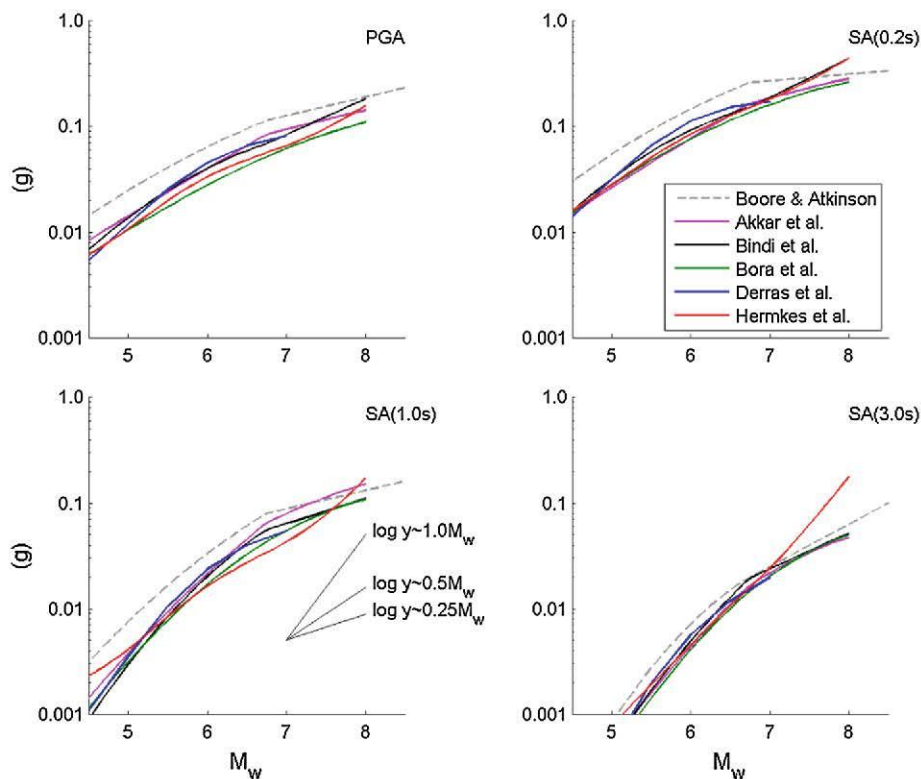 PGA
1.0
0.1
0.01
0.001
(g)
5 6 7 8
SA(0.2s)
1.0
0.1
0.01
0.001
(g)
5 6 7 8
Boore & Atkinson
Akkar et al.
Bindi et al.
Bora et al.
Derras et al.
Hermkes et al.
SA(1.0s)
1.0
0.1
0.01
0.001
(g)
log y~1.0Mw
log y~0.5Mw
log y~0.25Mw
5 6 7 8
Mw
SA(3.0s)
1.0
0.1
0.01
0.001
(g)
5 6 7 8
Mw